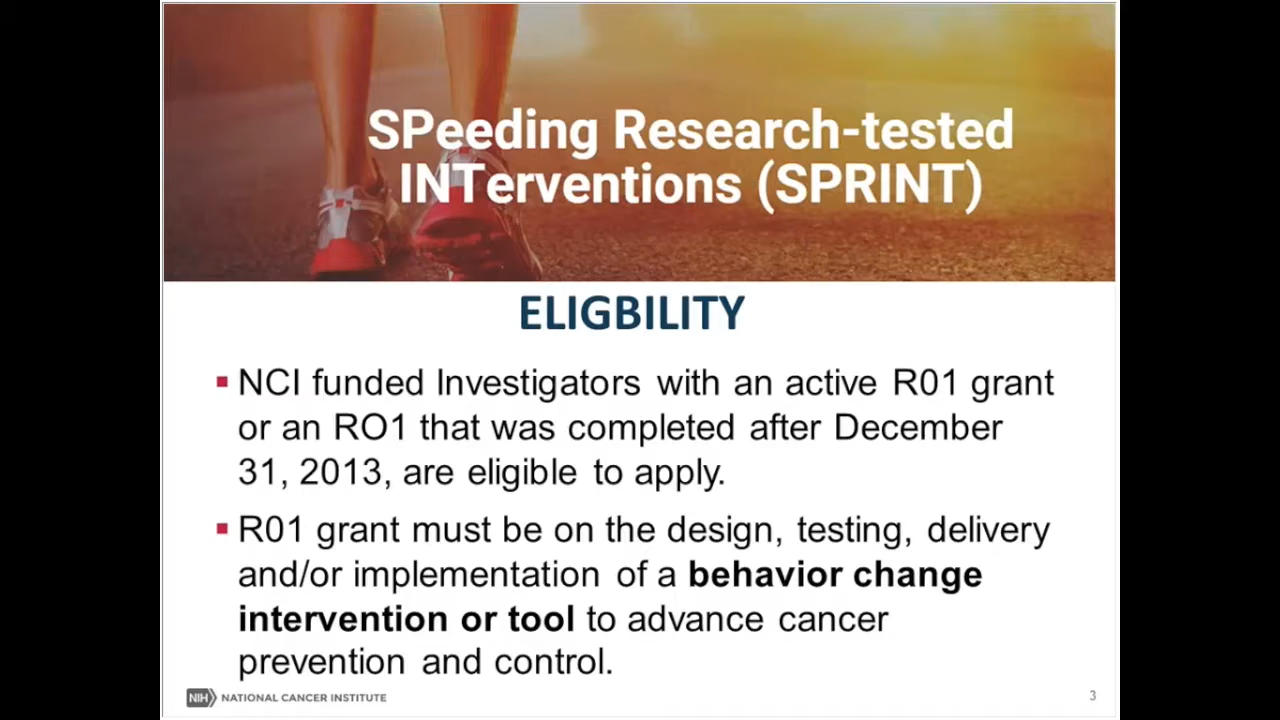 SPeeding Research-tested
INTerventions (SPRINT)
ELIGBILITY
▪ NCI funded Investigators with an active R01 grant
or an RO1 that was completed after December
31, 2013, are eligible to apply.
▪ R01 grant must be on the design, testing, delivery
and/or implementation of a behavior change
intervention or tool to advance cancer
prevention and control.
NIH NATIONAL CANCER INSTITUTE
3